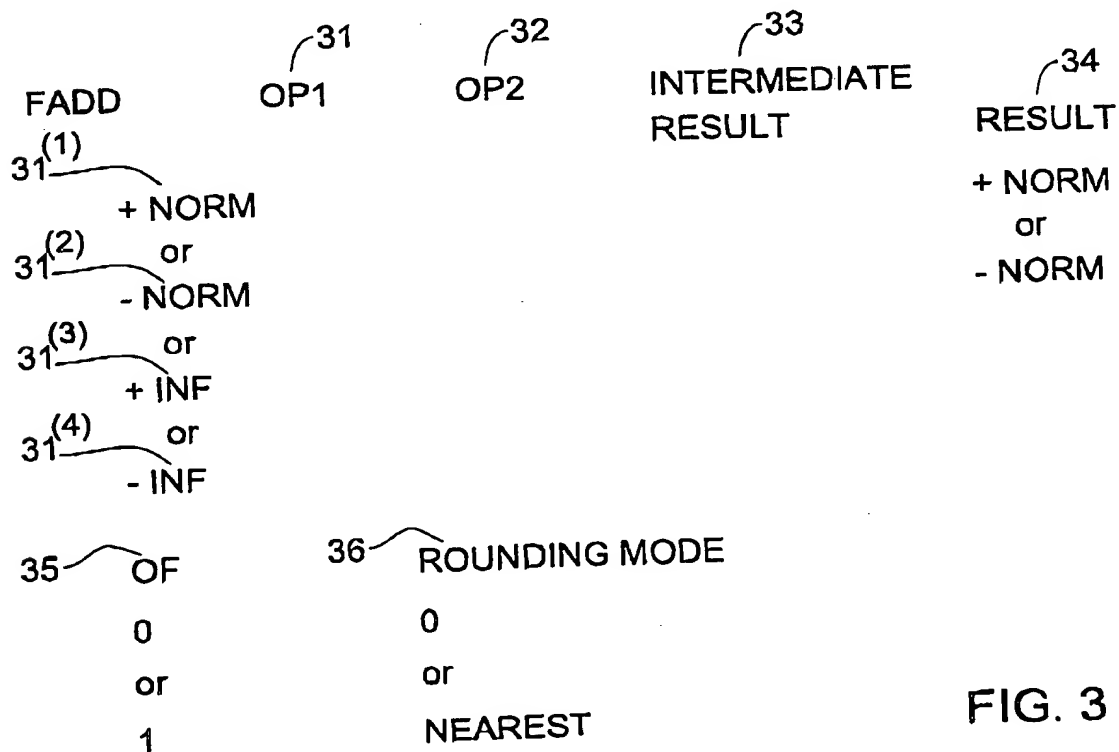 31 32 33 34
FADD OP1 OP2 INTERMEDIATE RESULT RESULT
31(1) + NORM + NORM
or or
31(2) - NORM - NORM
or
31(3) + INF
or
31(4) - INF
35 OF 36 ROUNDING MODE
0 0
or or
1 NEAREST
FIG. 3